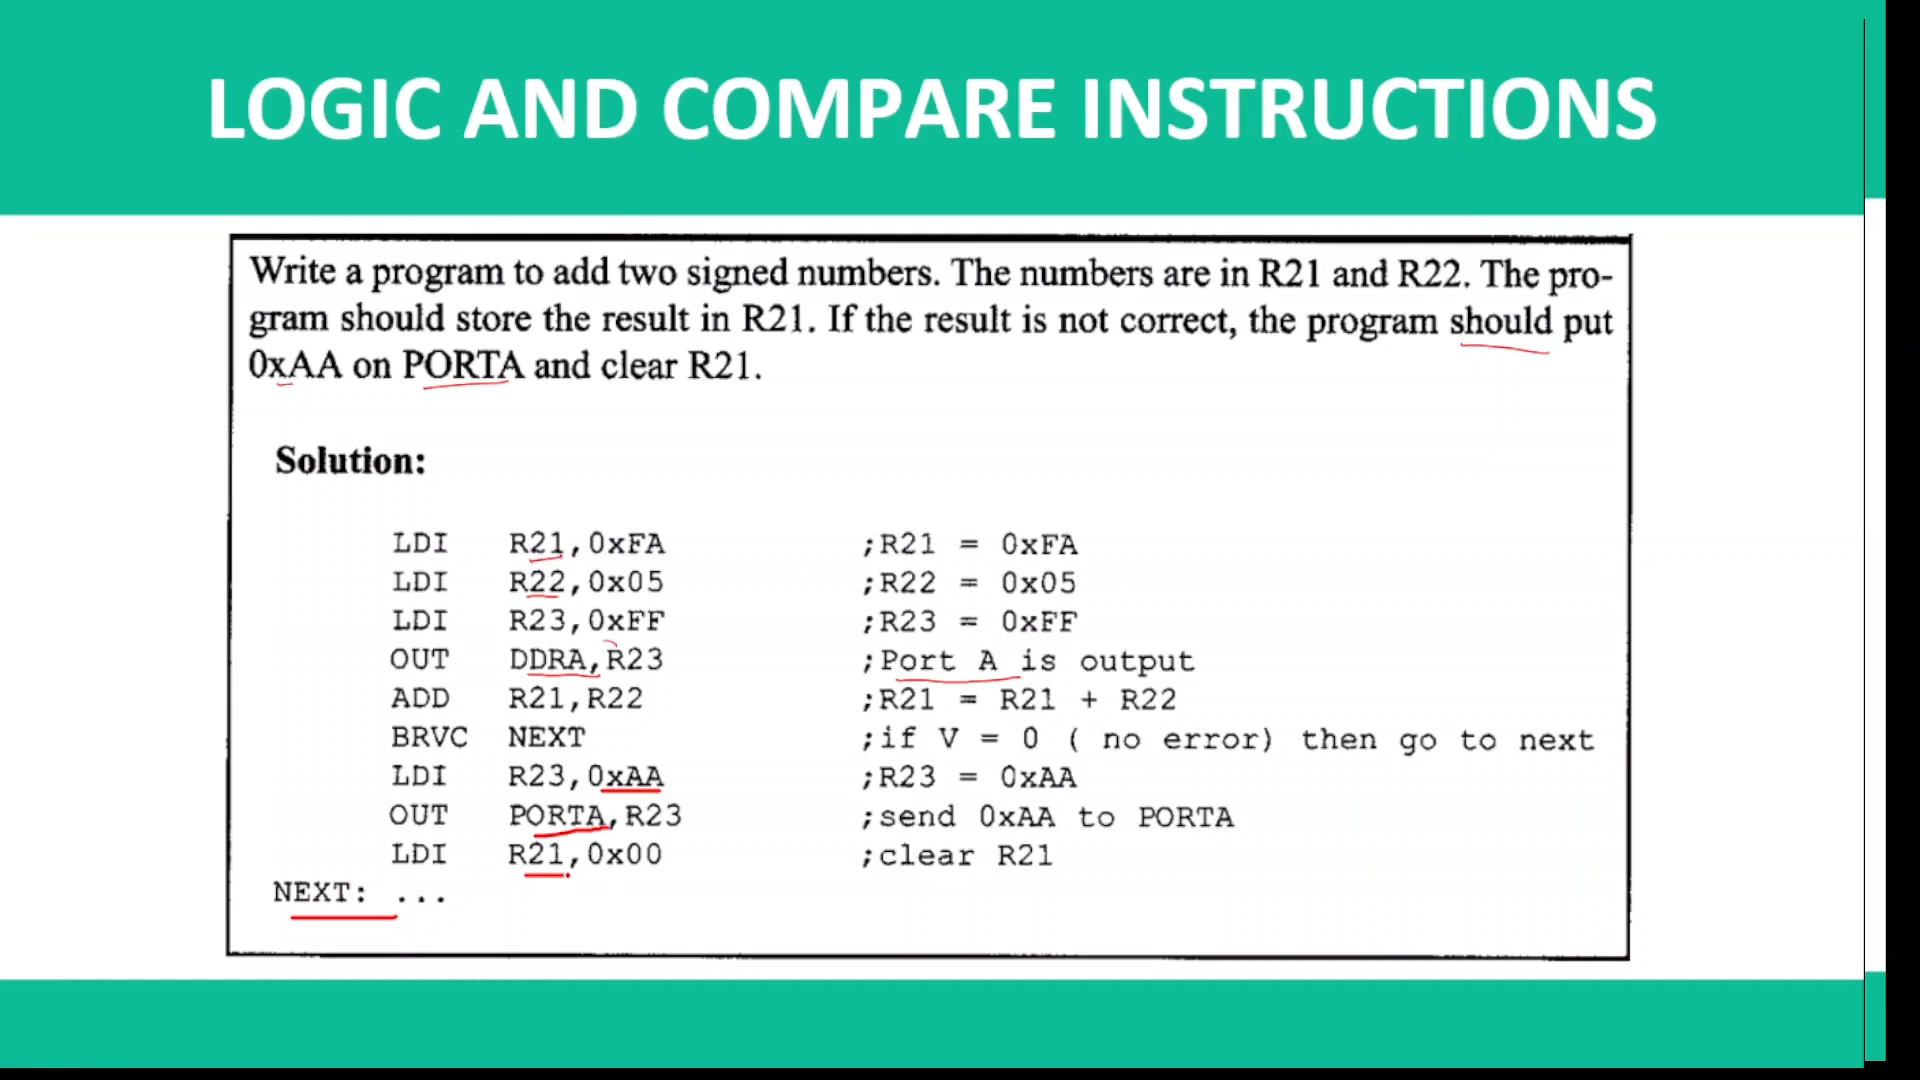 LOGIC AND COMPARE INSTRUCTIONS
Write a program to add two signed numbers. The numbers are in R21 and R22. The pro-
gram should store the result in R21. If the result is not correct, the program should put
0xAA on PORTA and clear R21.
Solution:
LDI R21,0xFA ;R21 = 0xFA
LDI R22,0x05 ;R22 = 0x05
LDI R23,0xFF ;R23 = 0xFF
OUT DDRA,R23 ;Port A is output
ADD R21,R22 ;R21 = R21 + R22
BRVC NEXT ;if V = 0 ( no error) then go to next
LDI R23,0xAA ;R23 = 0xAA
OUT PORTA,R23 ;send 0xAA to PORTA
LDI R21,0x00 ;clear R21
NEXT: ...